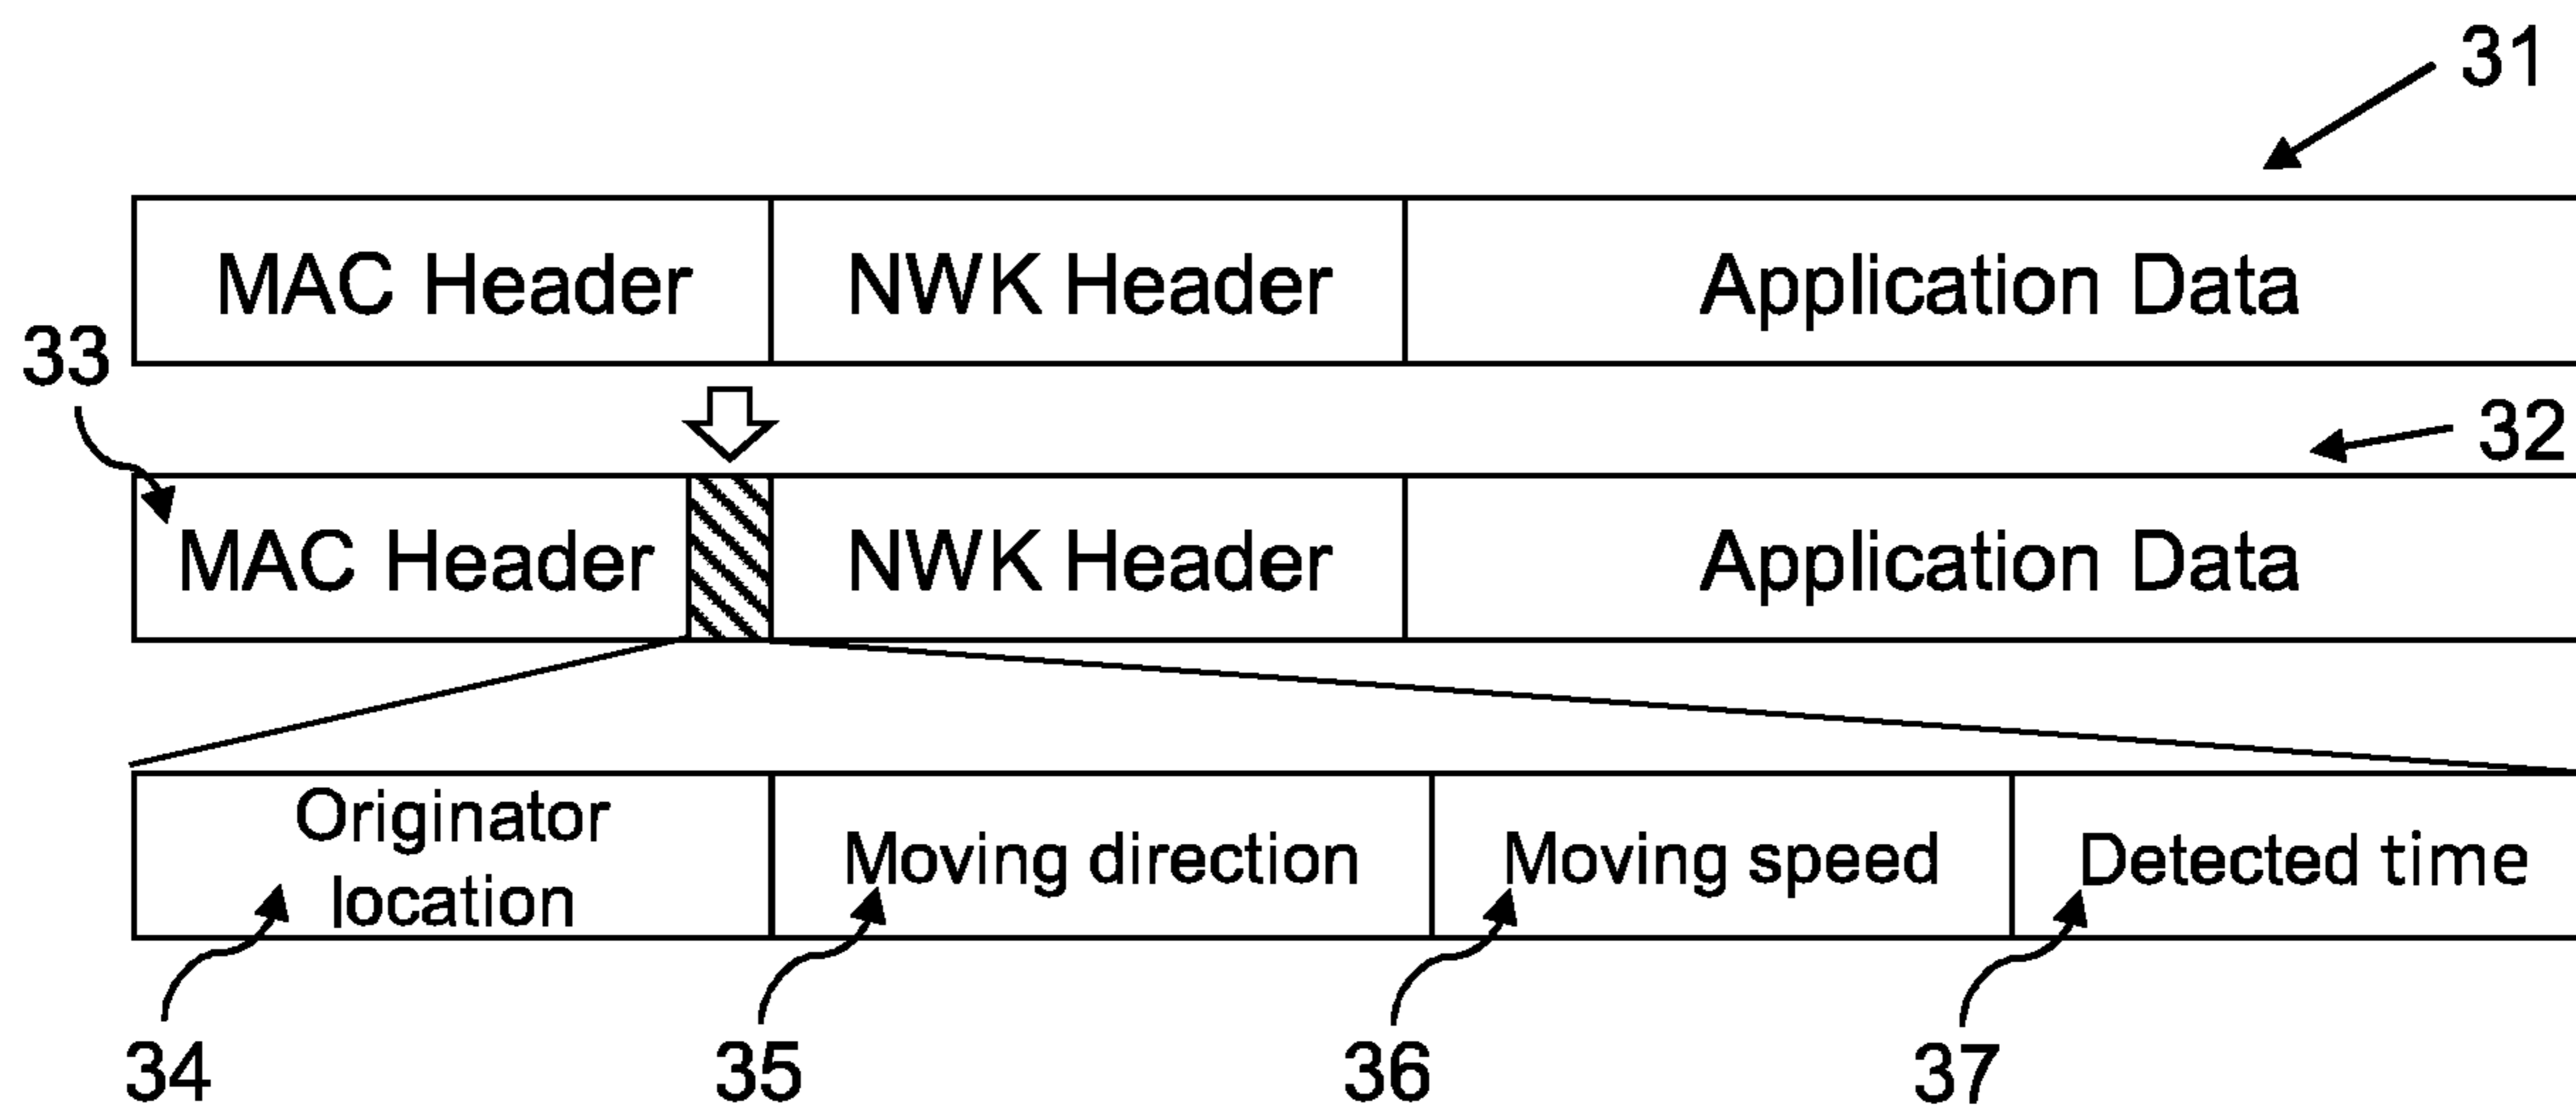 31
MAC Header NWK Header Application Data
33
32
MAC Header NWK Header Application Data
Originator
location
Moving direction Moving speed Detected time
34 35 36 37